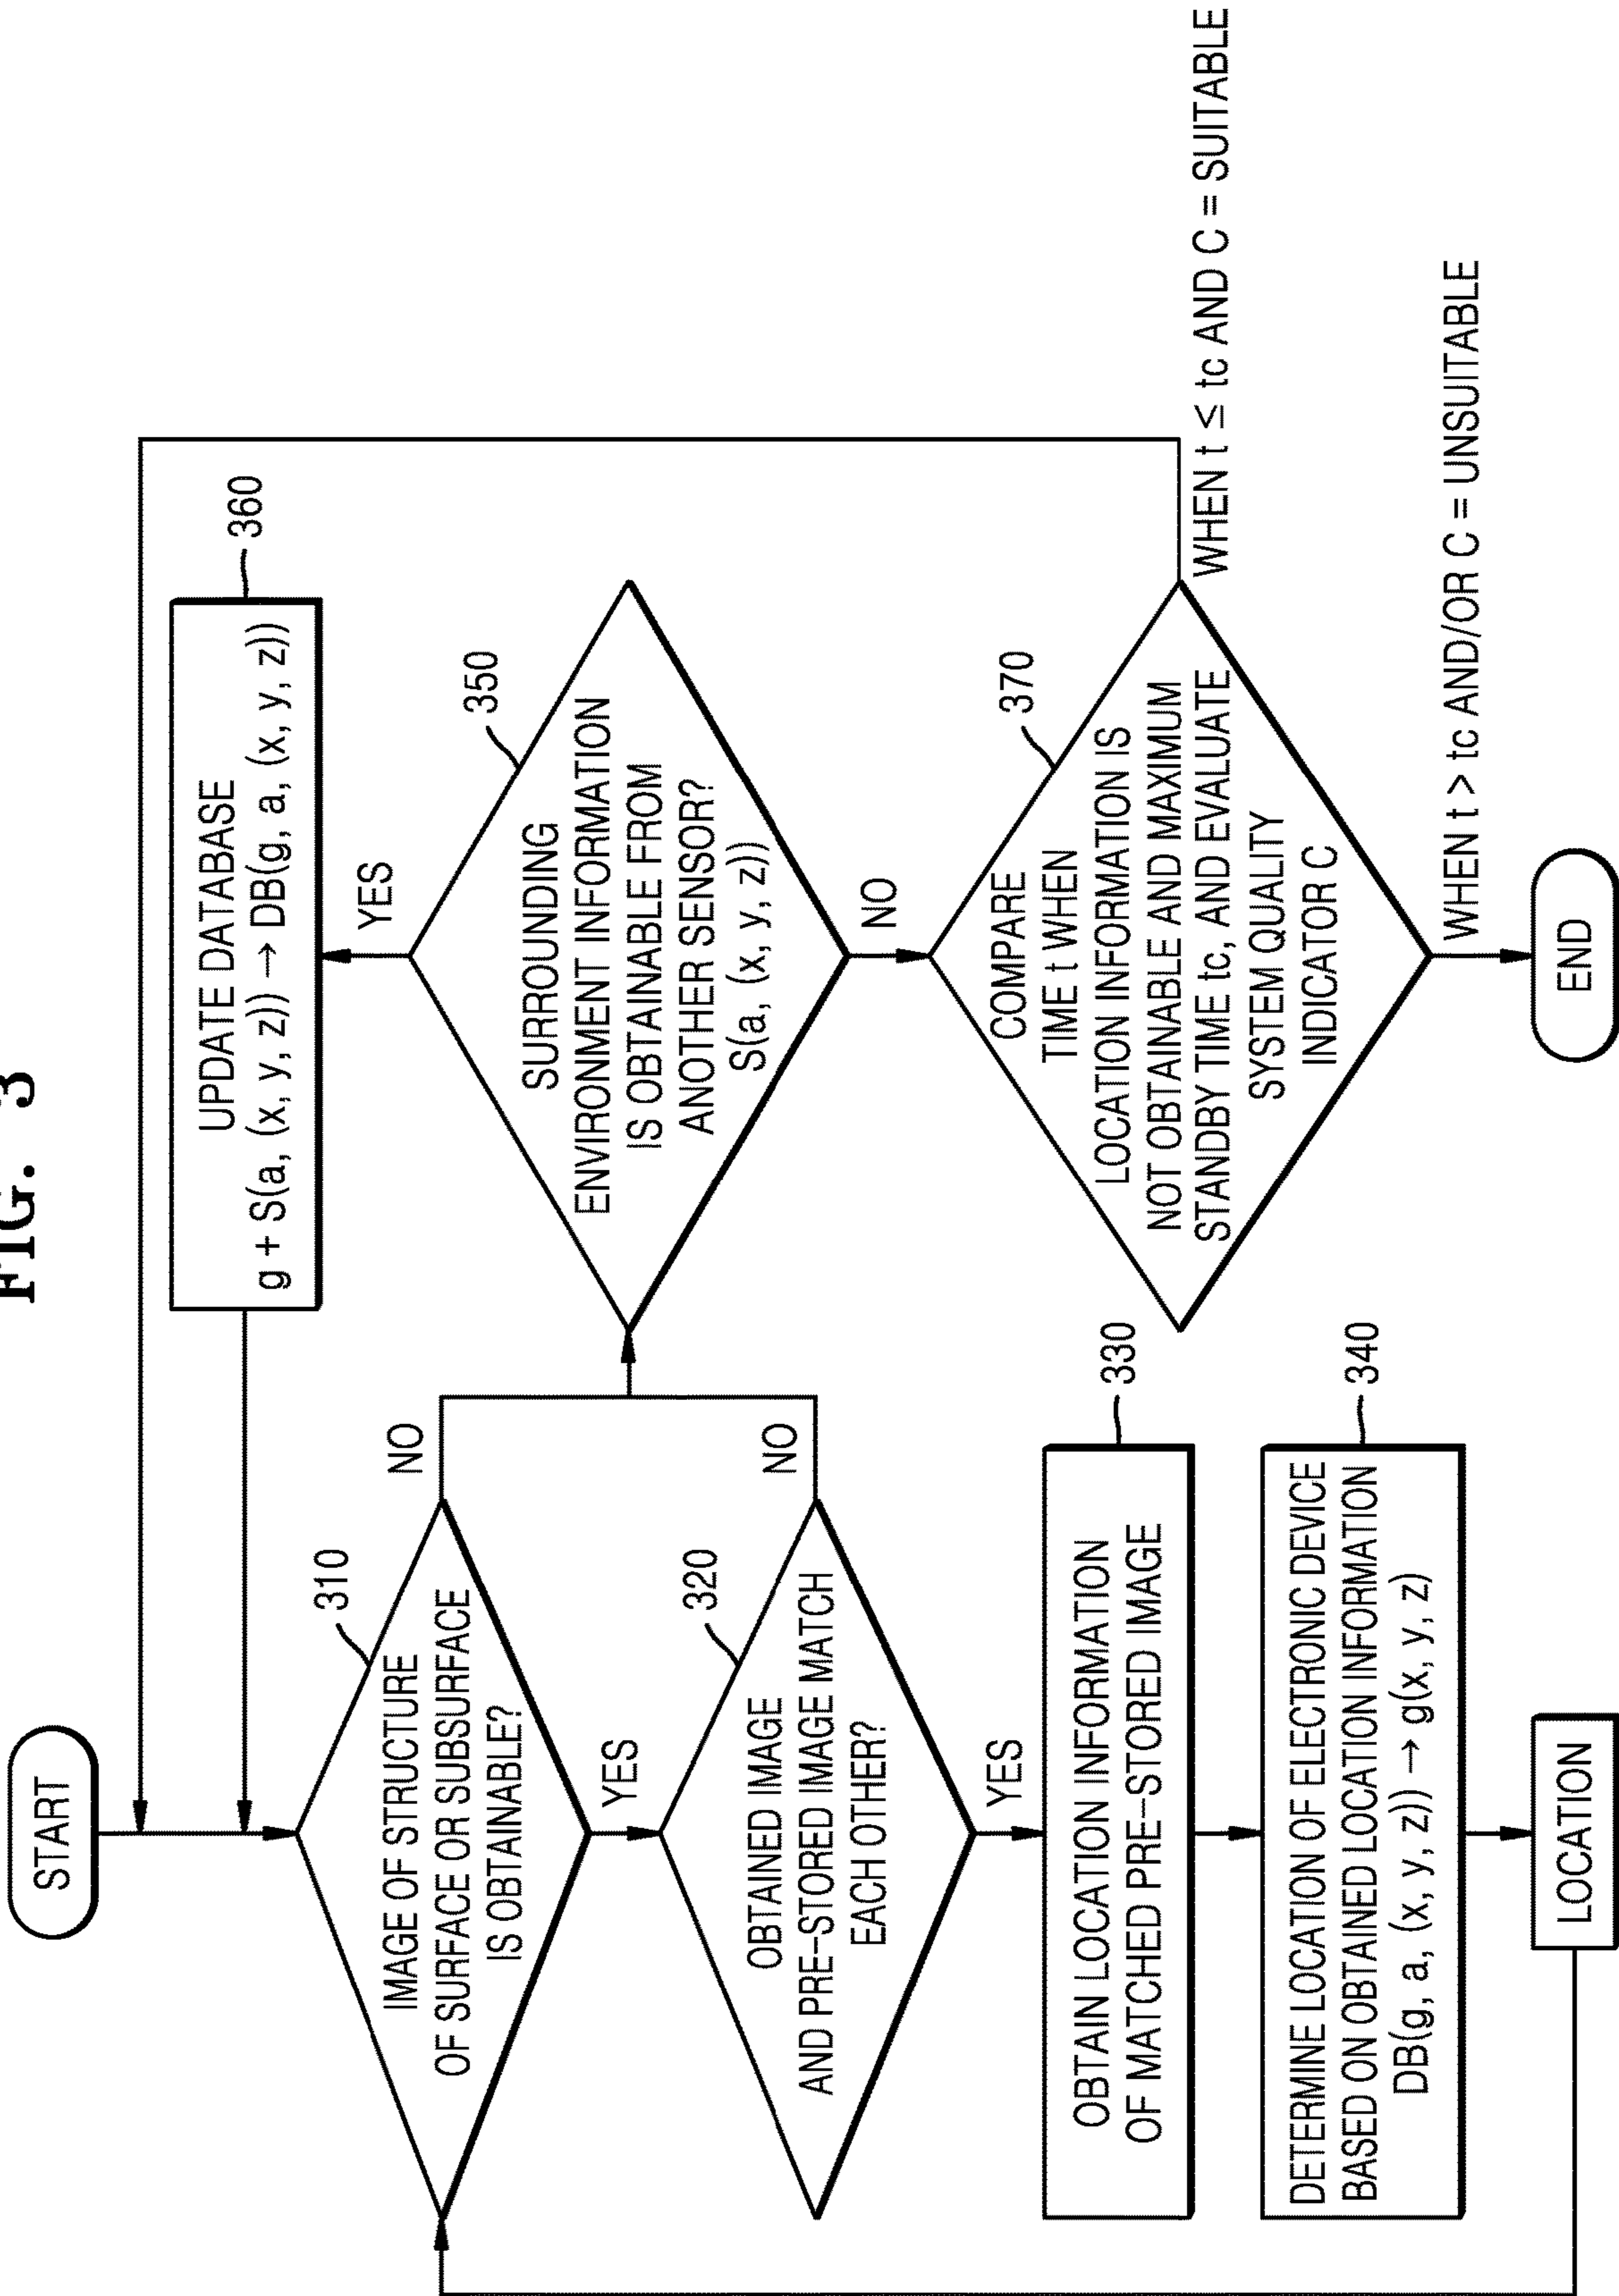 FIG. 3
START
310
IMAGE OF STRUCTURE
OF SURFACE OR SUBSURFACE
IS OBTAINABLE?
NO
YES
320
OBTAINED IMAGE
AND PRE-STORED IMAGE MATCH
EACH OTHER?
NO
YES
330
OBTAIN LOCATION INFORMATION
OF MATCHED PRE-STORED IMAGE
340
DETERMINE LOCATION OF ELECTRONIC DEVICE
BASED ON OBTAINED LOCATION INFORMATION
DB(g, a, (x, y, z)) → g(x, y, z)
LOCATION
360
UPDATE DATABASE
g + S(a, (x, y, z)) → DB(g, a, (x, y, z))
YES
350
SURROUNDING
ENVIRONMENT INFORMATION
IS OBTAINABLE FROM
ANOTHER SENSOR?
S(a, (x, y, z))
NO
370
COMPARE
TIME t WHEN
LOCATION INFORMATION IS
NOT OBTAINABLE AND MAXIMUM
STANDBY TIME tc, AND EVALUATE
SYSTEM QUALITY
INDICATOR C
WHEN t ≤ tc AND C = SUITABLE
WHEN t > tc AND/OR C = UNSUITABLE
END